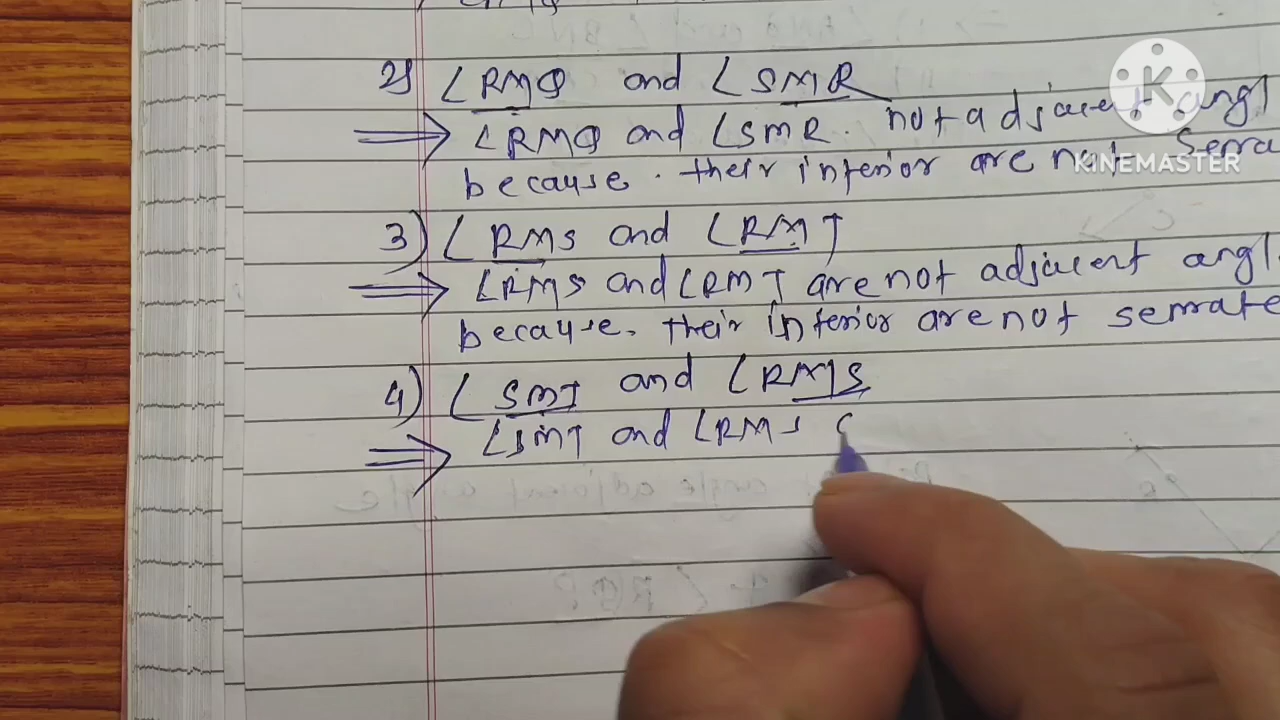 2) ∠RMQ and ∠SMR
⇒ ∠RMQ and ∠SMR. not adjacent angl
because. their interior are not Serra
3) ∠RMS and ∠RMT
⇒ ∠RMS and ∠RMT are not adjacent angl
because. their interior are not serrate
4) ∠SMT and ∠RMS
⇒ ∠SMT and ∠RMS
K
KINEMASTER